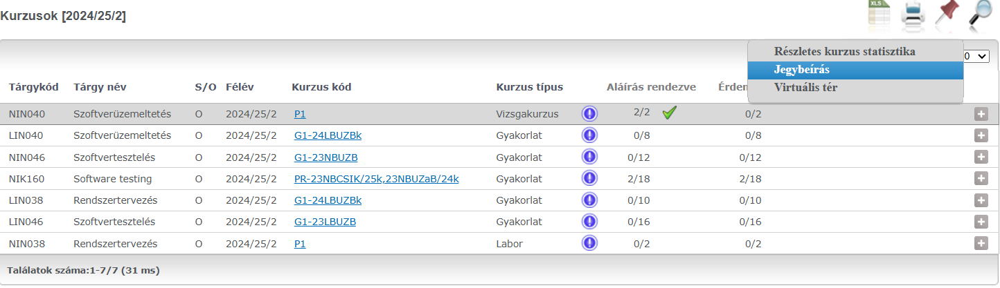 Kurzusok [2024/25/2]
XLS
Részletes kurzus statisztika
0
Jegybeírás
Virtuális tér
Tárgykód Tárgy név S/O Félév Kurzus kód Kurzus típus Aláírás rendezve
NIN040 Szoftverüzemeltetés O 2024/25/2 P1 Vizsgakurzus 2/2 0/2
LIN040 Szoftverüzemeltetés O 2024/25/2 G1-24LBUZBk Gyakorlat 0/8 0/8
NIN046 Szoftvertesztelés O 2024/25/2 G1-23NBUZB Gyakorlat 0/12 0/12
NIK160 Software testing O 2024/25/2 PR-23NBCSIK/25k,23NBUZaB/24k Gyakorlat 2/18 2/18
LIN038 Rendszertervezés O 2024/25/2 G1-24LBUZBk Gyakorlat 0/10 0/10
LIN046 Szoftvertesztelés O 2024/25/2 G1-23LBUZB Gyakorlat 0/16 0/16
NIN038 Rendszertervezés O 2024/25/2 P1 Labor 0/2 0/2
Találatok száma:1-7/7 (31 ms)